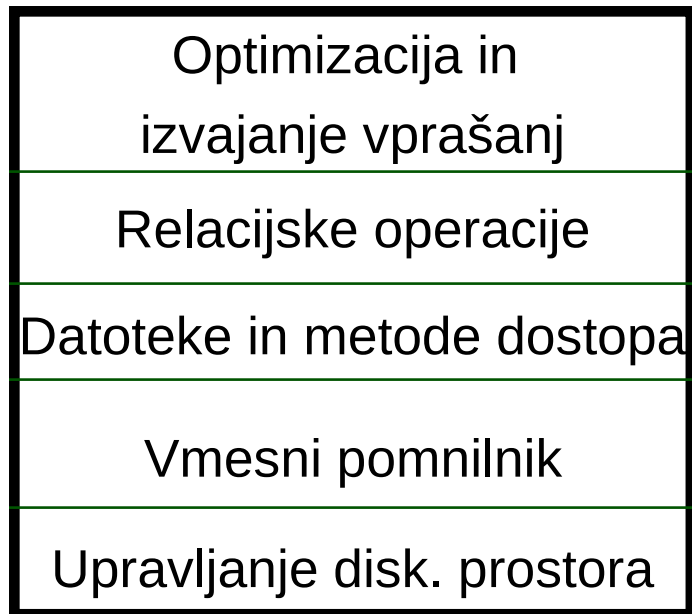 Optimizacija in
izvajanje vprašanj
Relacijske operacije
Datoteke in metode dostopa
Vmesni pomnilnik
Upravljanje disk. prostora